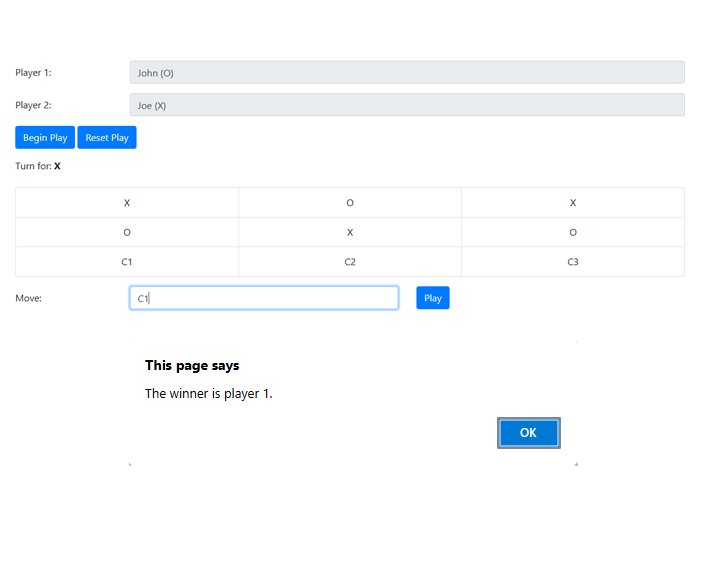 Player 1: John (O)
Player 2: Joe (X)
Begin Play Reset Play
Turn for: X
X O X
O X O
C1 C2 C3
Move: C1 Play
This page says
The winner is player 1.
OK